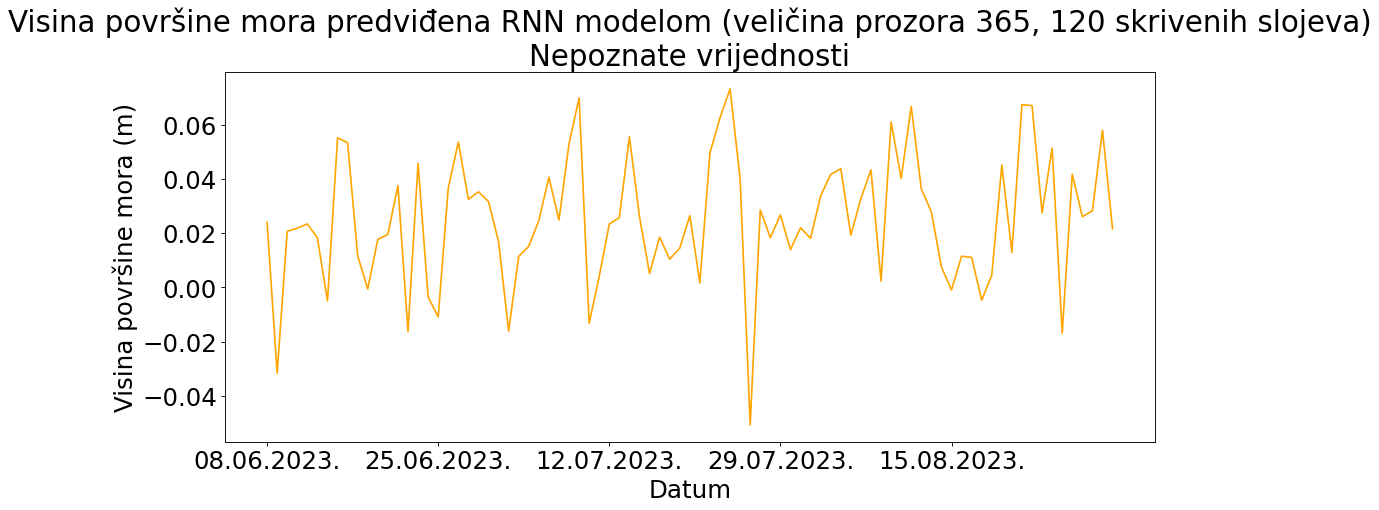 Visina površine mora predviđena RNN modelom (veličina prozora 365, 120 skrivenih slojeva)
Nepoznate vrijednosti
Visina površine mora (m)
0.06
0.04
0.02
0.00
−0.02
−0.04
08.06.2023. 25.06.2023. 12.07.2023. 29.07.2023. 15.08.2023.
Datum